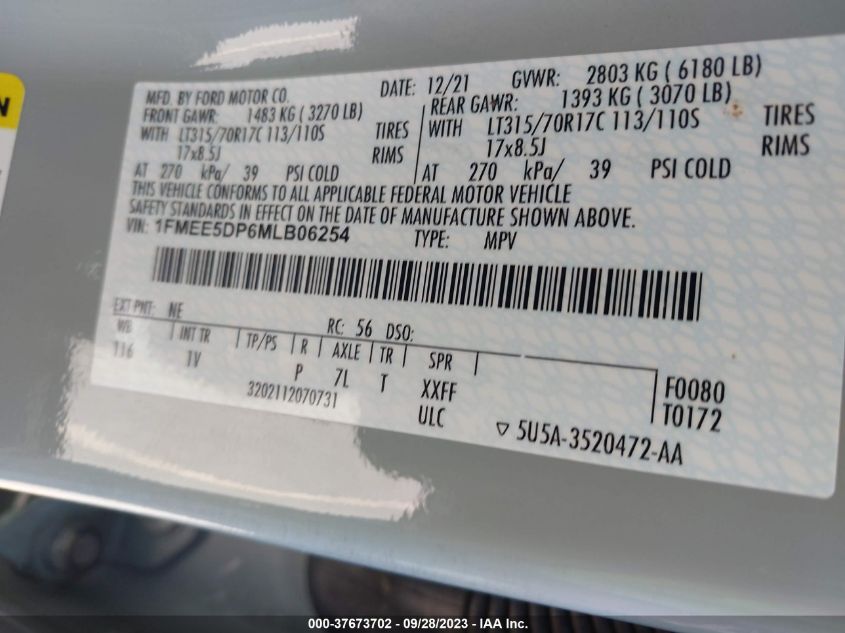 N
MFD. BY FORD MOTOR CO. DATE: 12/21 GVWR: 2803 KG ( 6180 LB)
FRONT GAWR: 1483 KG ( 3270 LB) REAR GAWR: 1393 KG ( 3070 LB)
WITH LT315/70R17C 113/110S TIRES WITH LT315/70R17C 113/110S TIRES
17x8.5J RIMS 17x8.5J RIMS
AT 270 kPa/ 39 PSI COLD AT 270 kPa/ 39 PSI COLD
THIS VEHICLE CONFORMS TO ALL APPLICABLE FEDERAL MOTOR VEHICLE
SAFETY STANDARDS IN EFFECT ON THE DATE OF MANUFACTURE SHOWN ABOVE.
VIN: 1FMEE5DP6MLB06254 TYPE: MPV
EXT PNT: NE RC: 56 DSO:
WB INT TR TP/PS R AXLE TR SPR
116 1V P 7L T XXFF F0080
3202112070731 ULC T0172
▽ 5U5A-3520472-AA
000-37673702 - 09/28/2023 - IAA Inc.